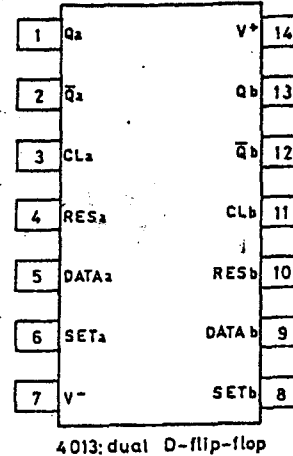 1 Qa V+ 14
2 Q̅a Qb 13
3 CLa Q̅b 12
4 RESa CLb 11
5 DATAa RESb 10
6 SETa DATAb 9
7 V- SETb 8
4013: dual D-flip-flop